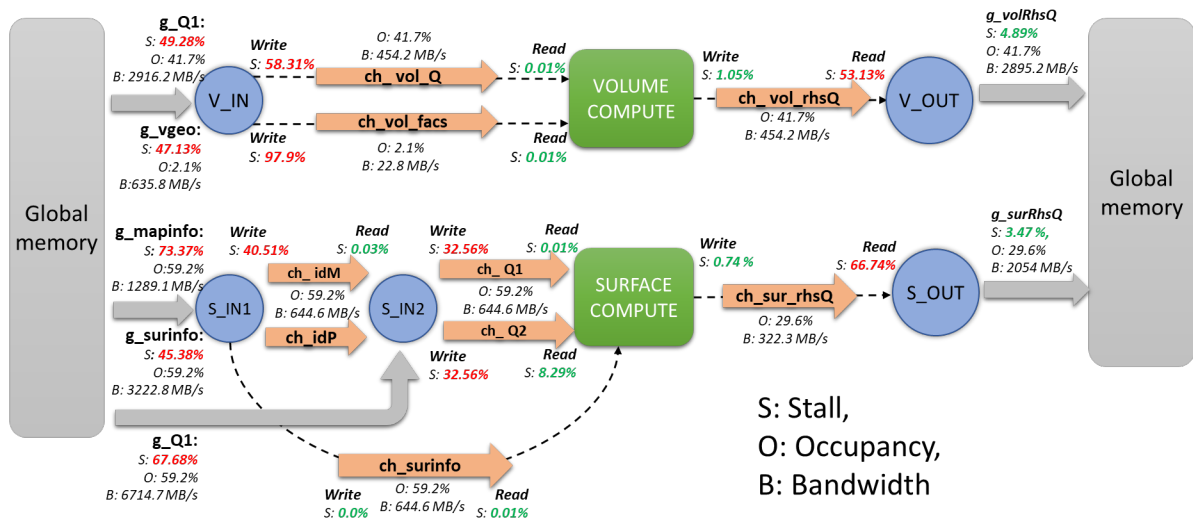 g_Q1:
S: 49.28%
O: 41.7%
B: 2916.2 MB/s
V_IN
g_vgeo:
S: 47.13%
O:2.1%
B:635.8 MB/s
Write
S: 58.31%
O: 41.7%
B: 454.2 MB/s
ch_ vol_Q
Read
S: 0.01%
Write
S: 97.9%
ch_vol_facs
O: 2.1%
B: 22.8 MB/s
Read
S: 0.01%
VOLUME
COMPUTE
Write
S: 1.05%
Read
S: 53.13%
ch_ vol_rhsQ
O: 41.7%
B: 454.2 MB/s
V_OUT
g_volRhsQ
S: 4.89%
O: 41.7%
B: 2895.2 MB/s
Global
memory
Global
memory
g_mapinfo:
S: 73.37%
O:59.2%
B: 1289.1 MB/s
S_IN1
g_surinfo:
S: 45.38%
O:59.2%
B: 3222.8 MB/s
Write
S: 40.51%
Read
S: 0.03%
ch_ idM
O: 59.2%
B: 644.6 MB/s
ch_idP
S_IN2
Write
S: 32.56%
Read
S: 0.01%
ch_ Q1
O: 59.2%
B: 644.6 MB/s
ch_ Q2
Write
S: 32.56%
Read
S: 8.29%
SURFACE
COMPUTE
Write
S: 0.74 %
Read
S: 66.74%
ch_sur_rhsQ
O: 29.6%
B: 322.3 MB/s
S_OUT
g_surRhsQ
S: 3.47 %,
O: 29.6%
B: 2054 MB/s
g_Q1:
S: 67.68%
O: 59.2%
B: 6714.7 MB/s
ch_surinfo
O: 59.2%
B: 644.6 MB/s
Write
S: 0.0%
Read
S: 0.01%
S: Stall,
O: Occupancy,
B: Bandwidth